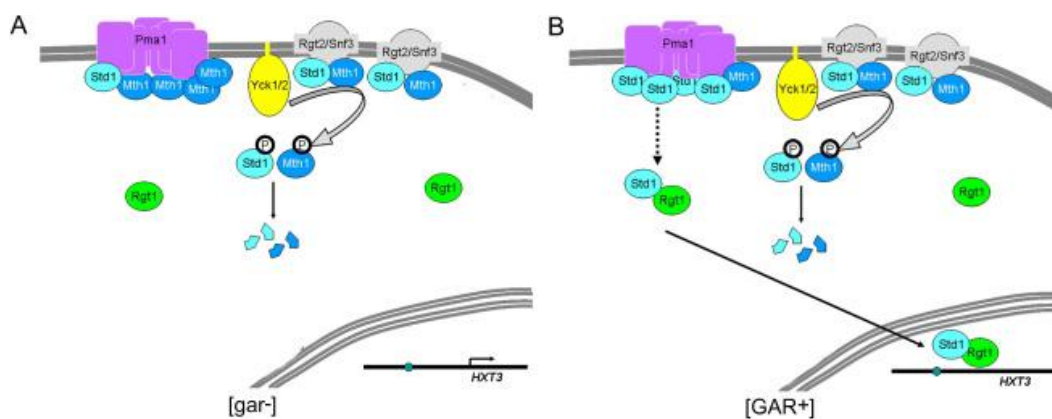 A
Pma1
Rgt2/Snf3
Rgt2/Snf3
Std1
Mth1
Mth1
Mth1
Mth1
Yck1/2
Std1
Mth1
Std1
Mth1
P
P
Std1
Mth1
Rgt1
Rgt1
HXT3
[gar-]
B
Pma1
Rgt2/Snf3
Rgt2/Snf3
Std1
Std1
Std1
Std1
Mth1
Yck1/2
Std1
Mth1
Std1
Mth1
P
P
Std1
Mth1
Std1
Rgt1
Rgt1
Std1
Rgt1
HXT3
[GAR+]